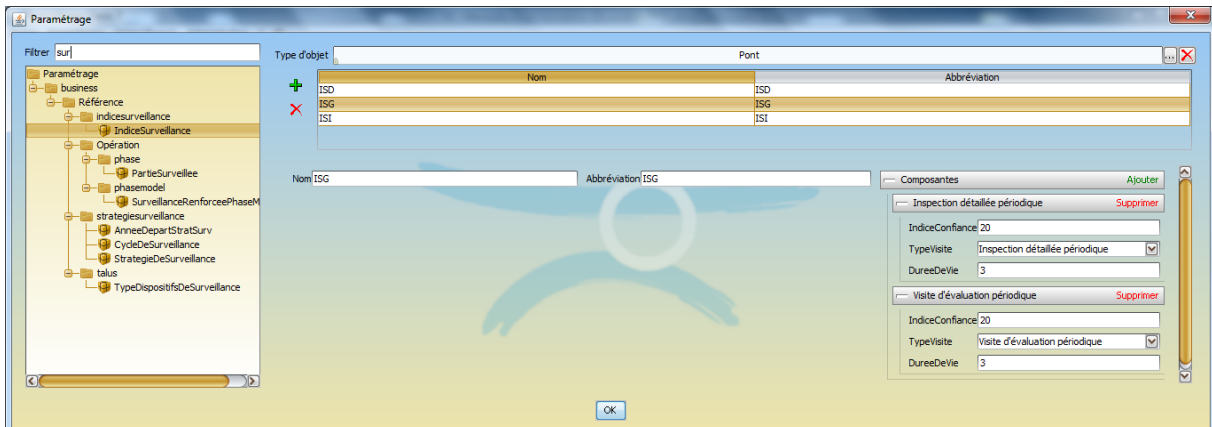 Paramétrage
Filtrer sur
Type d'objet Pont ...
Paramétrage
business
Référence
indicesurveillance
IndiceSurveillance
Opération
phase
PartieSurveillee
phasemodel
SurveillanceRenforceePhaseM
strategiesurveillance
AnneeDepartStratSurv
CycleDeSurveillance
StrategieDeSurveillance
talus
TypeDispositifsDeSurveillance
Nom Abbréviation
ISD ISD
ISG ISG
ISI ISI
Nom ISG Abbréviation ISG
Composantes Ajouter
Inspection détaillée périodique Supprimer
IndiceConfiance 20
TypeVisite Inspection détaillée périodique
DureeDeVie 3
Visite d'évaluation périodique Supprimer
IndiceConfiance 20
TypeVisite Visite d'évaluation périodique
DureeDeVie 3
OK